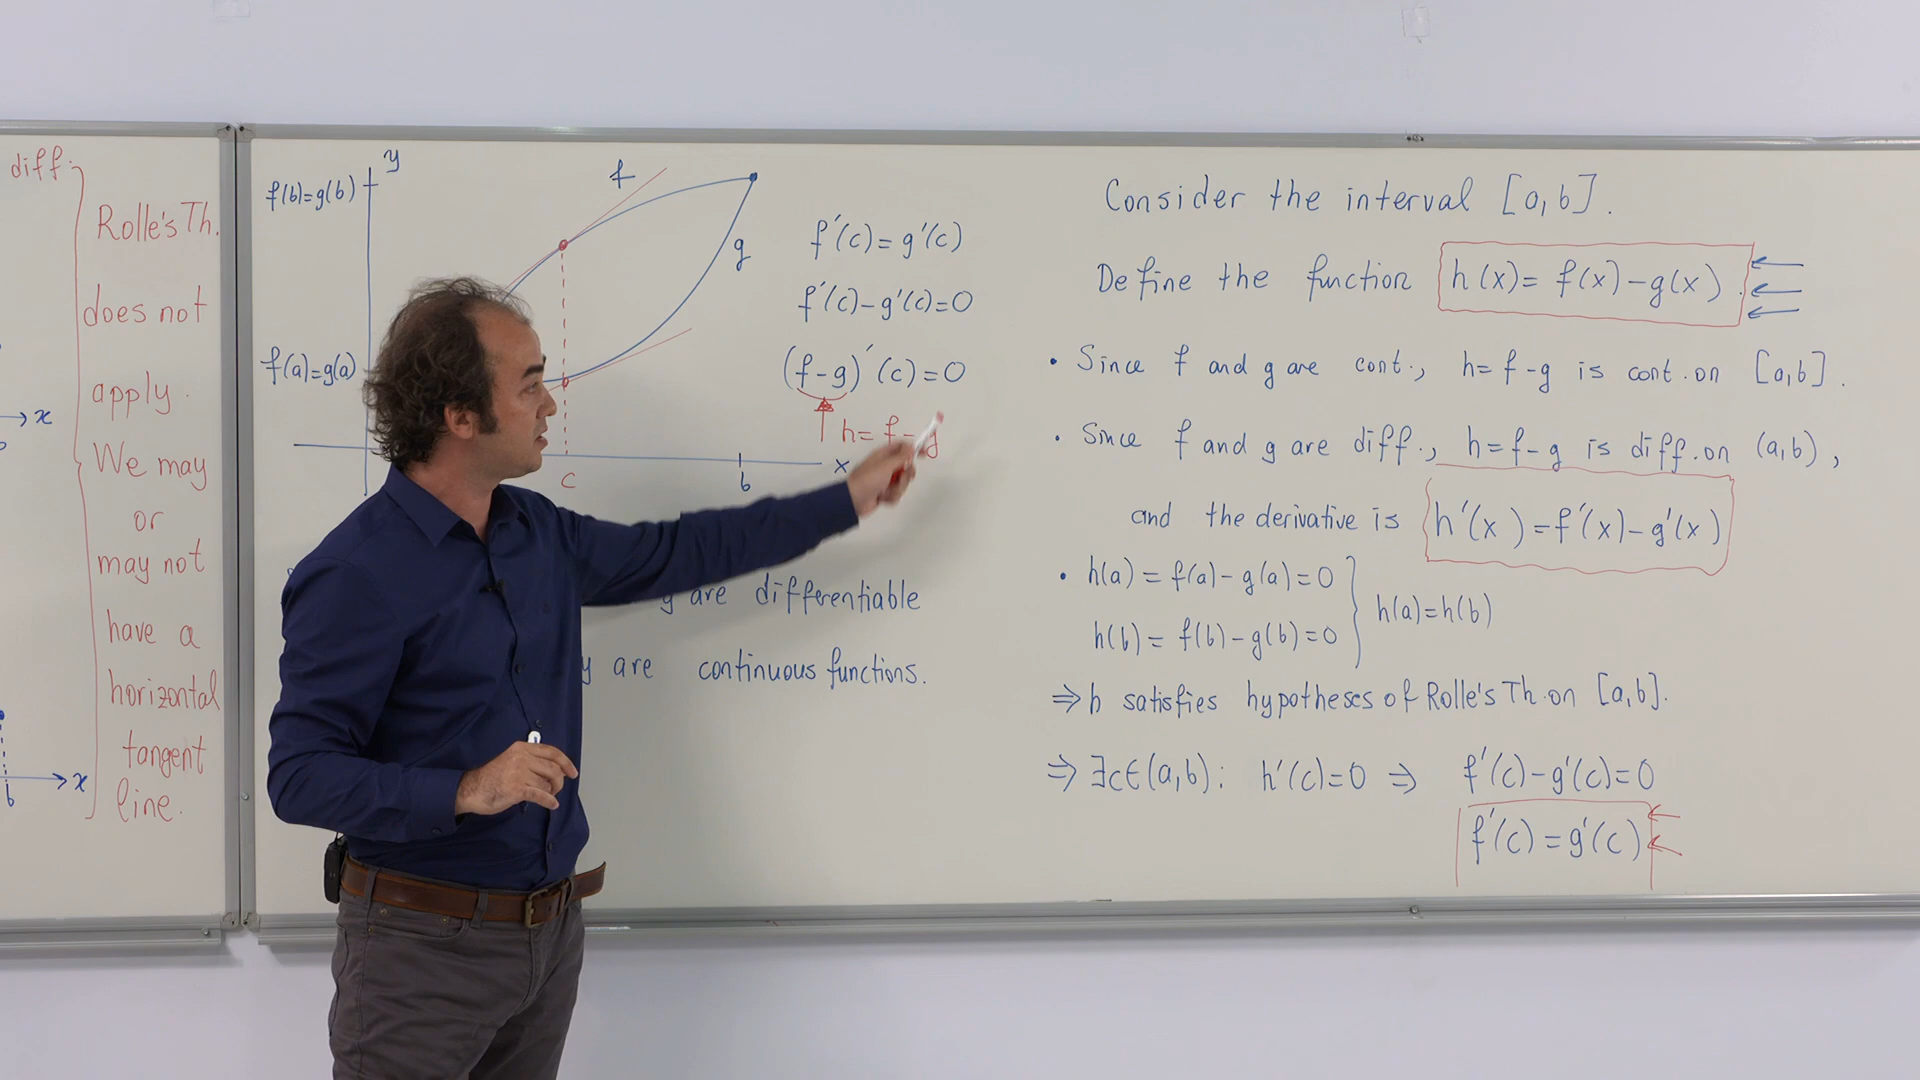 diff.
Rolle's Th.
does not
apply.
We may
or
may not
have a
horizontal
tangent
line.
x
x
b
y
f(b)=g(b)
f
g
f(a)=g(a)
x
c
b
f'(c)=g'(c)
f'(c)-g'(c)=0
(f-g)'(c)=0
h=f-g
g are differentiable
are continuous functions.
Consider the interval [a,b].
Define the function h(x)= f(x)-g(x).
• Since f and g are cont., h=f-g is cont. on [a,b].
• Since f and g are diff., h=f-g is diff. on (a,b),
and the derivative is h'(x)=f'(x)-g'(x)
• h(a)=f(a)-g(a)=0
h(b)= f(b)-g(b)=0
h(a)=h(b)
⇒ h satisfies hypotheses of Rolle's Th. on [a,b].
⇒ ∃c∈(a,b): h'(c)=0 ⇒ f'(c)-g'(c)=0
f'(c)=g'(c)